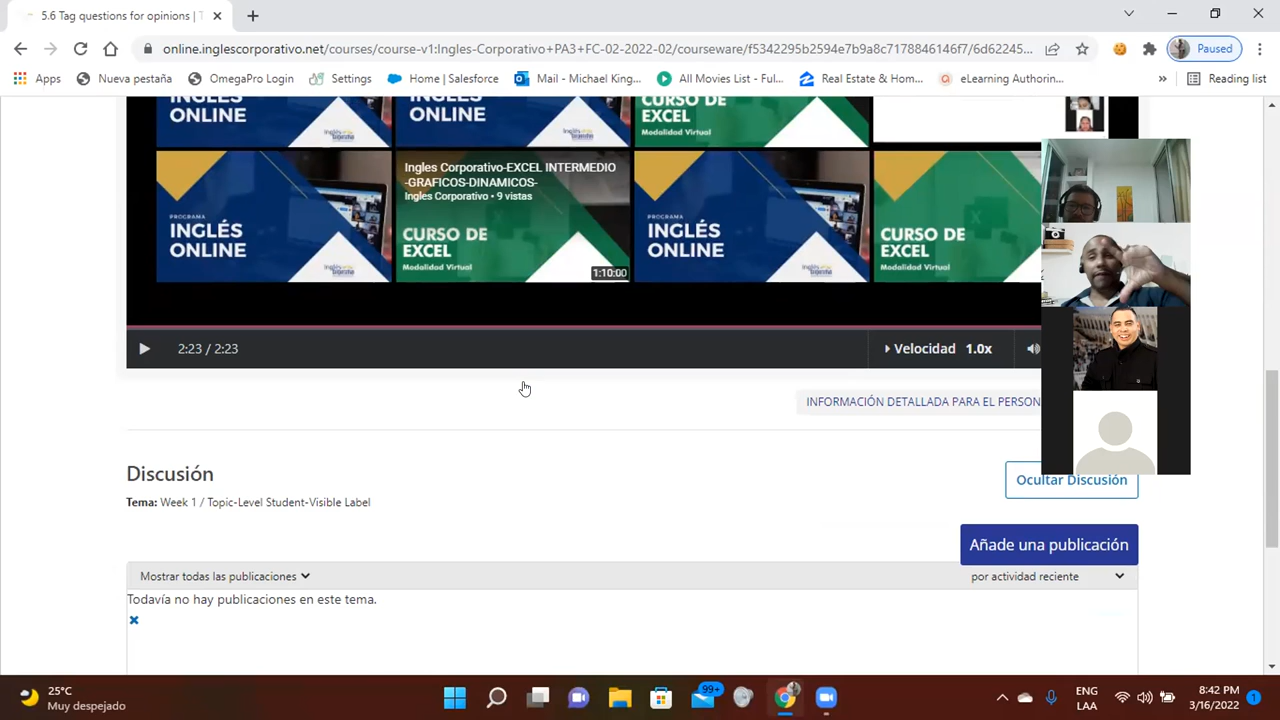 5.6 Tag questions for opinions | T
online.inglescorporativo.net/courses/course-v1:Ingles-Corporativo+PA3+FC-02-2022-02/courseware/f5342295b2594e7b9a8c7178846146f7/6d62245...
Paused
Apps
Nueva pestaña
OmegaPro Login
Settings
Home | Salesforce
Mail - Michael King...
All Movies List - Ful...
Real Estate & Hom...
eLearning Authorin...
»
Reading list
INGLÉS
ONLINE
INGLÉS
ONLINE
CURSO DE
EXCEL
Modalidad Virtual
PROGRAMA
INGLÉS
ONLINE
Ingles Corporativo-EXCEL INTERMEDIO
-GRAFICOS-DINAMICOS-
Ingles Corporativo • 9 vistas
CURSO DE
EXCEL
Modalidad Virtual
1:10:00
PROGRAMA
INGLÉS
ONLINE
CURSO DE
EXCEL
Modalidad Virtual
2:23 / 2:23
Velocidad 1.0x
INFORMACIÓN DETALLADA PARA EL PERSON
Discusión
Ocultar Discusión
Tema: Week 1 / Topic-Level Student-Visible Label
Añade una publicación
Mostrar todas las publicaciones
por actividad reciente
Todavía no hay publicaciones en este tema.
25°C
Muy despejado
99+
ENG
LAA
8:42 PM
3/16/2022
1